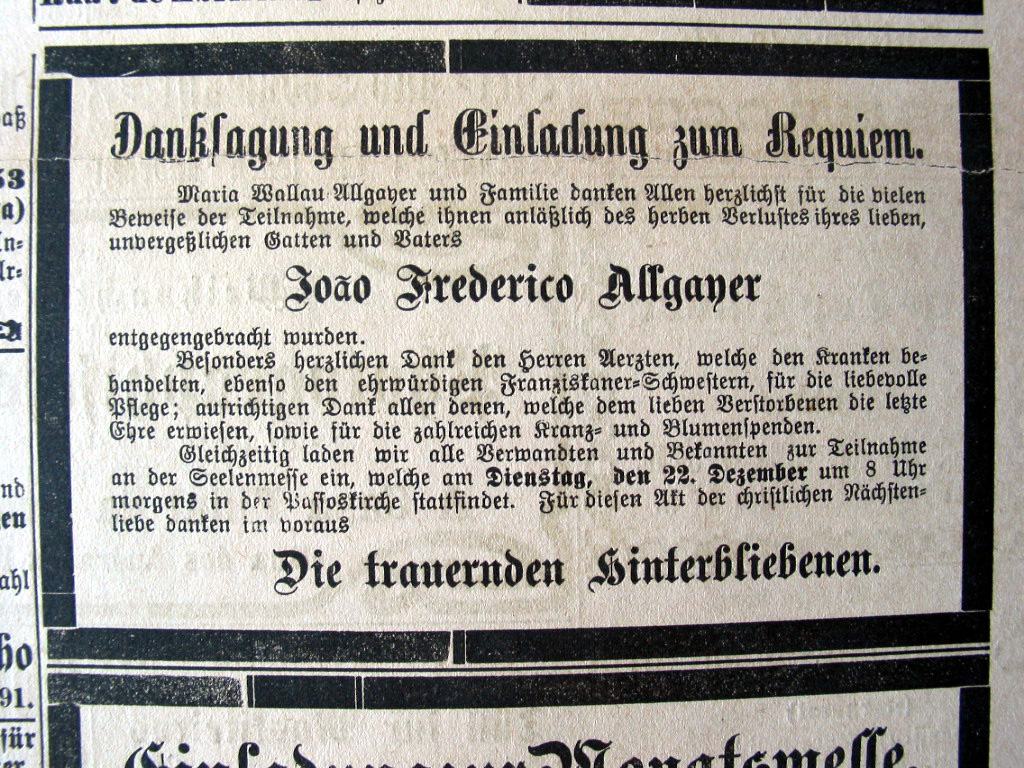 Danksagung und Einladung zum Requiem.
Maria Wallau Allgayer und Familie danken Allen herzlichst für die vielen
Beweise der Teilnahme, welche ihnen anläßlich des herben Verlustes ihres lieben,
unvergeßlichen Gatten und Vaters
João Frederico Allgayer
entgegengebracht wurden.
Besonders herzlichen Dank den Herren Aerzten, welche den Kranken be-
handelten, ebenso den ehrwürdigen Franziskaner-Schwestern, für die liebevolle
Pflege; aufrichtigen Dank allen denen, welche dem lieben Verstorbenen die letzte
Ehre erwiesen, sowie für die zahlreichen Kranz- und Blumenspenden.
Gleichzeitig laden wir alle Verwandten und Bekannten zur Teilnahme
an der Seelenmesse ein, welche am Dienstag, den 22. Dezember um 8 Uhr
morgens in der Passoskirche stattfindet. Für diesen Akt der christlichen Nächsten-
liebe danken im voraus
Die trauernden Hinterbliebenen.
aß
53
a)
In-
lr-
nd
en
ahl
ho
91.
für
Einladung zur Monatsmesse.